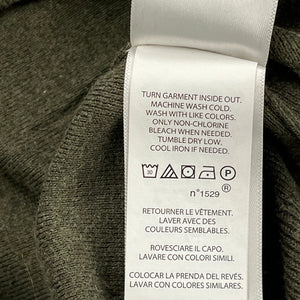 TURN GARMENT INSIDE OUT.
MACHINE WASH COLD.
WASH WITH LIKE COLORS.
ONLY NON-CHLORINE
BLEACH WHEN NEEDED.
TUMBLE DRY LOW.
COOL IRON IF NEEDED.
30 P
n°1529 ®
RETOURNER LE VÊTEMENT.
LAVER AVEC DES
COULEURS SEMBLABLES.
ROVESCIARE IL CAPO.
LAVARE CON COLORI SIMILI.
COLOCAR LA PRENDA DEL REVÉS.
LAVAR CON COLORES SIMILARES.